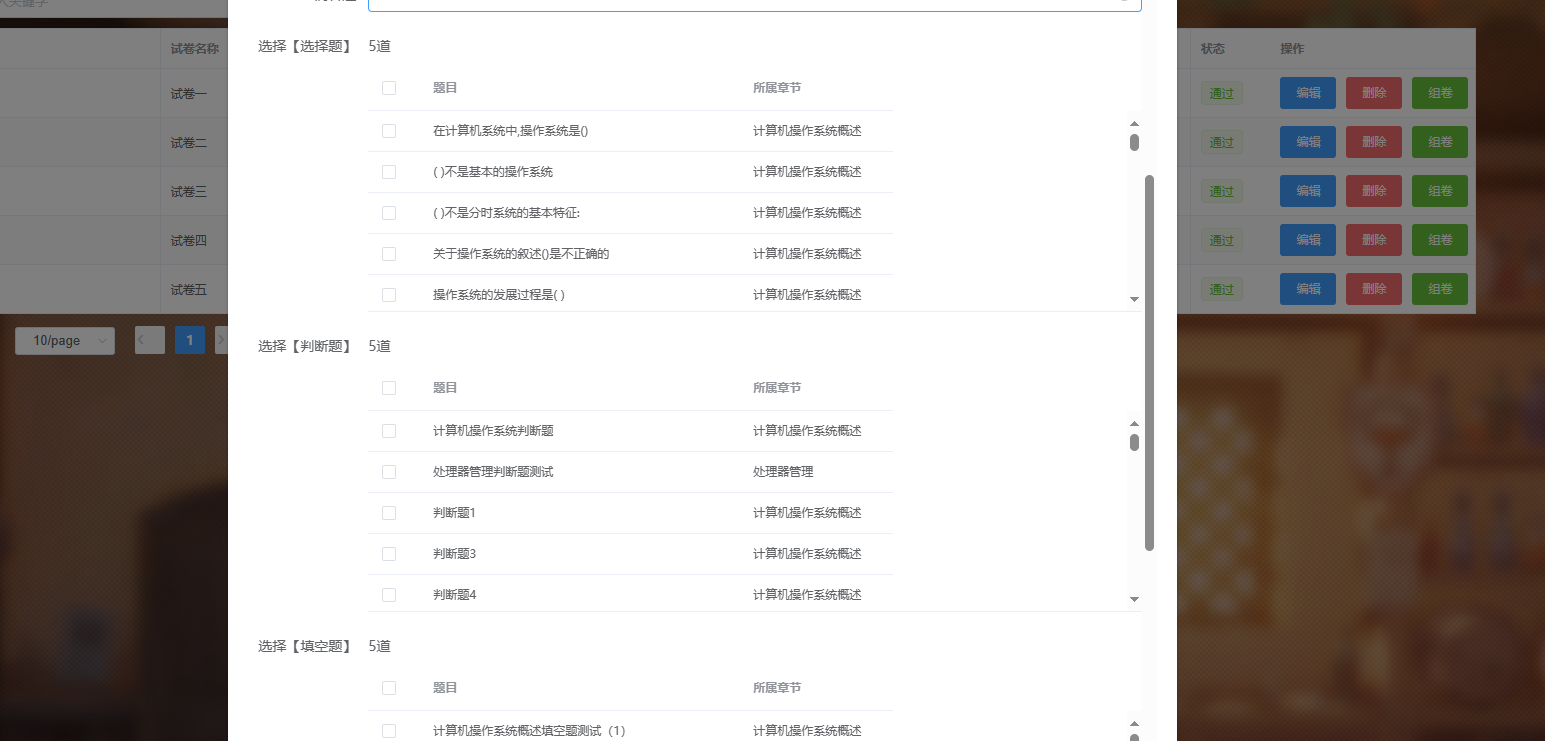 选择【选择题】 5道
题目 所属章节
在计算机系统中,操作系统是() 计算机操作系统概述
( )不是基本的操作系统 计算机操作系统概述
( )不是分时系统的基本特征: 计算机操作系统概述
关于操作系统的叙述()是不正确的 计算机操作系统概述
操作系统的发展过程是( ) 计算机操作系统概述
选择【判断题】 5道
题目 所属章节
计算机操作系统判断题 计算机操作系统概述
处理器管理判断题测试 处理器管理
判断题1 计算机操作系统概述
判断题3 计算机操作系统概述
判断题4 计算机操作系统概述
选择【填空题】 5道
题目 所属章节
计算机操作系统概述填空题测试（1） 计算机操作系统概述
试卷名称 状态 操作
试卷一 通过 编辑 删除 组卷
试卷二 通过 编辑 删除 组卷
试卷三 通过 编辑 删除 组卷
试卷四 通过 编辑 删除 组卷
试卷五 通过 编辑 删除 组卷
10/page 1